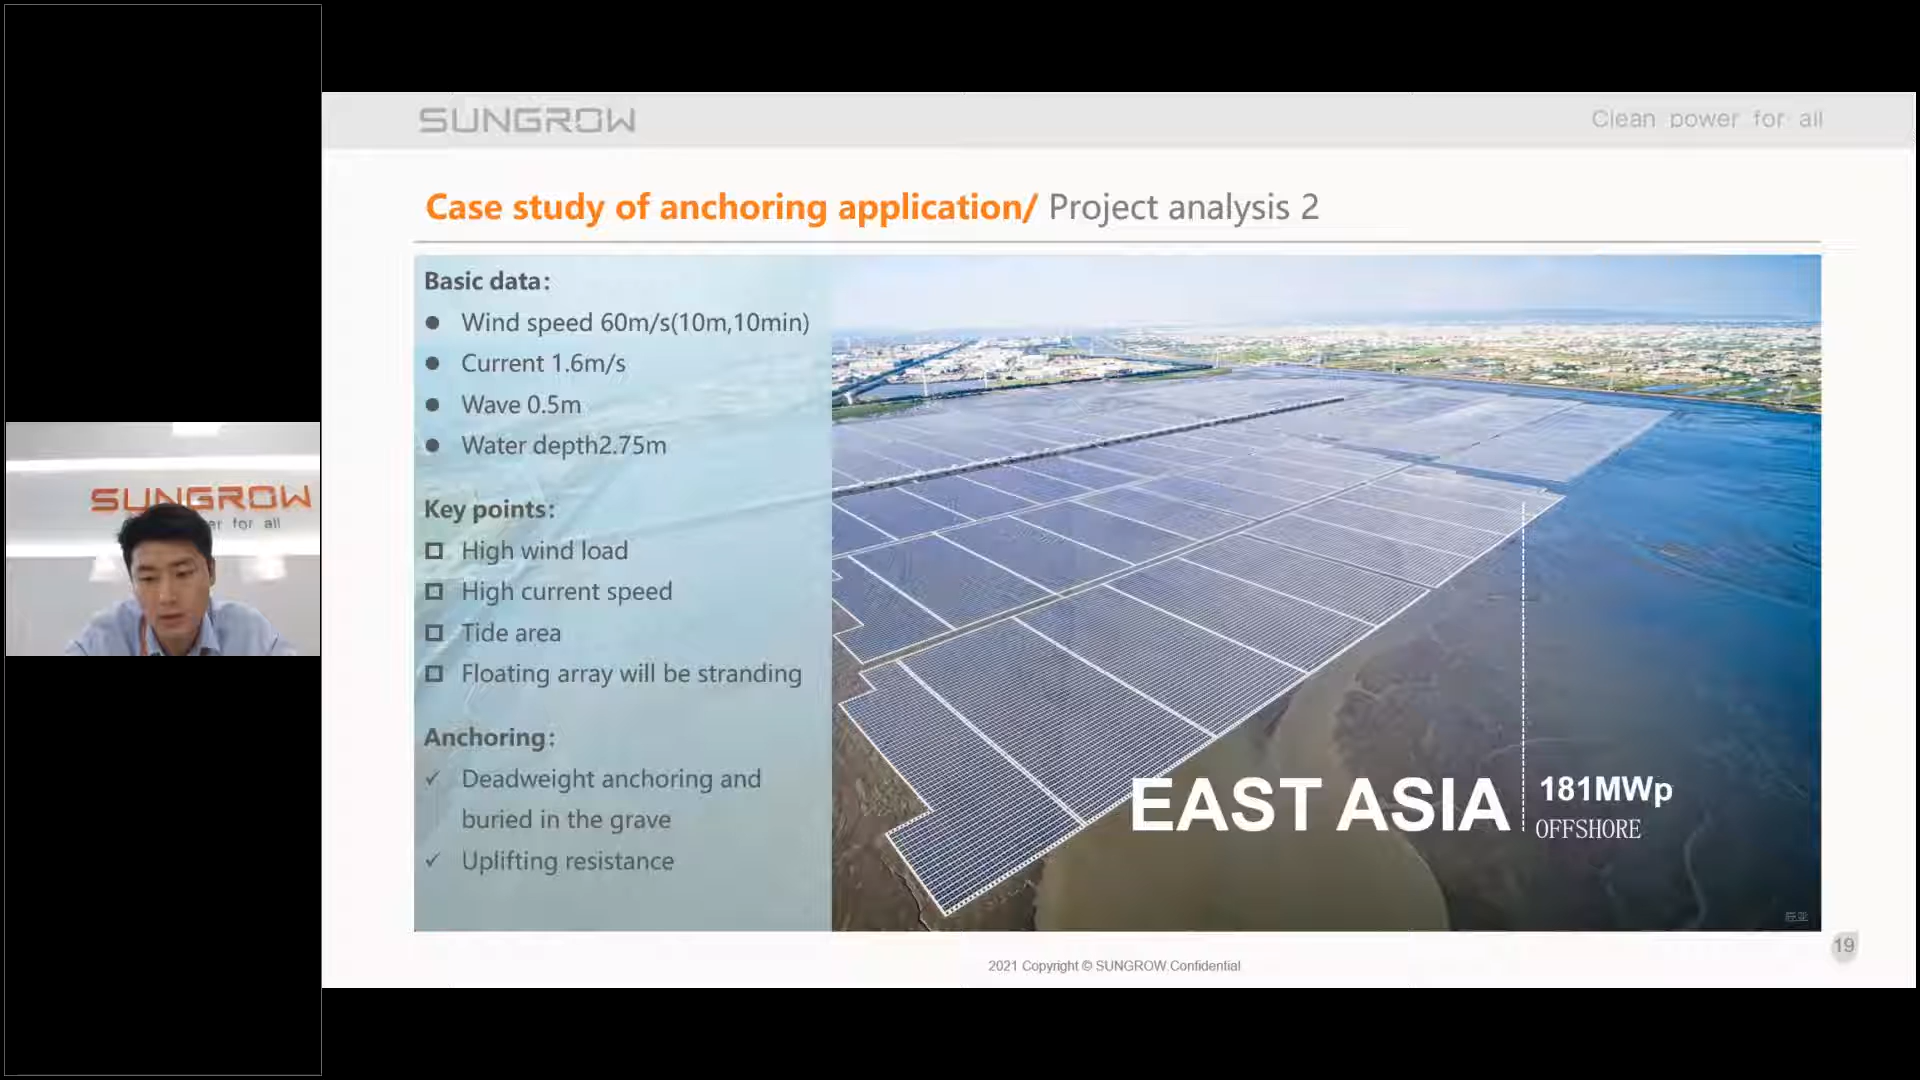 SUNGROW
Clean power for all
Case study of anchoring application/ Project analysis 2
Basic data:
Wind speed 60m/s(10m,10min)
Current 1.6m/s
Wave 0.5m
Water depth2.75m
Key points:
High wind load
High current speed
Tide area
Floating array will be stranding
Anchoring:
Deadweight anchoring and
buried in the grave
Uplifting resistance
EAST ASIA
181MWp
OFFSHORE
2021 Copyright © SUNGROW Confidential
19
SUNGROW
er for all